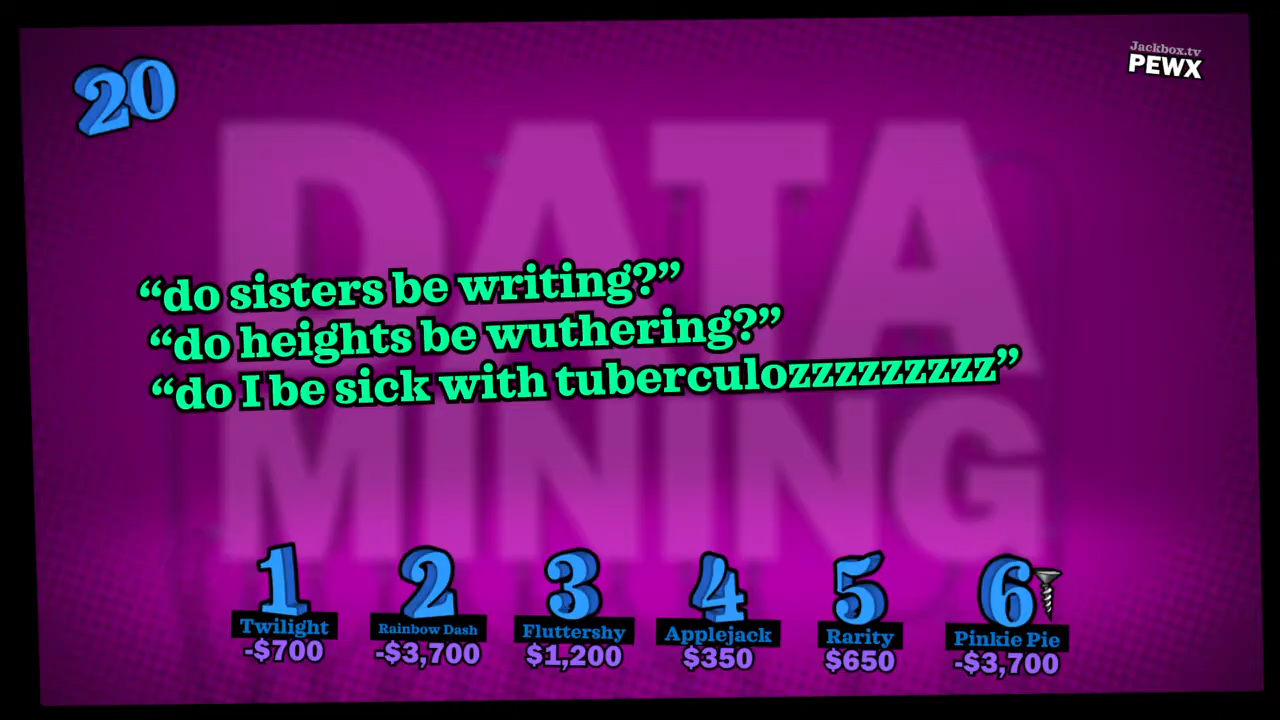 20
Jackbox.tv
PEWX
DATA
MINING
“do sisters be writing?”
“do heights be wuthering?”
“do I be sick with tuberculozzzzzzzzz”
1 2 3 4 5 6
Twilight Rainbow Dash Fluttershy Applejack Rarity Pinkie Pie
-$700 -$3,700 $1,200 $350 $650 -$3,700